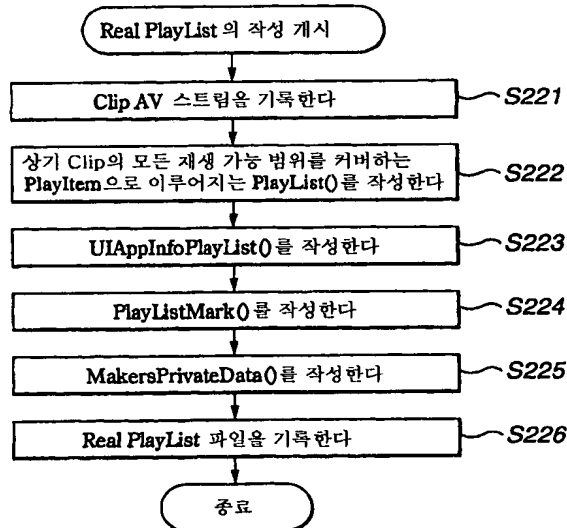 Real PlayList 의 작성 개시
Clip AV 스트림을 기록한다
S221
상기 Clip의 모든 재생 가능 범위를 커버하는
PlayItem으로 이루어지는 PlayList()를 작성한다
S222
UIAppInfoPlayList()를 작성한다
S223
PlayListMark()를 작성한다
S224
MakersPrivateData()를 작성한다
S225
Real PlayList 파일을 기록한다
S226
종료